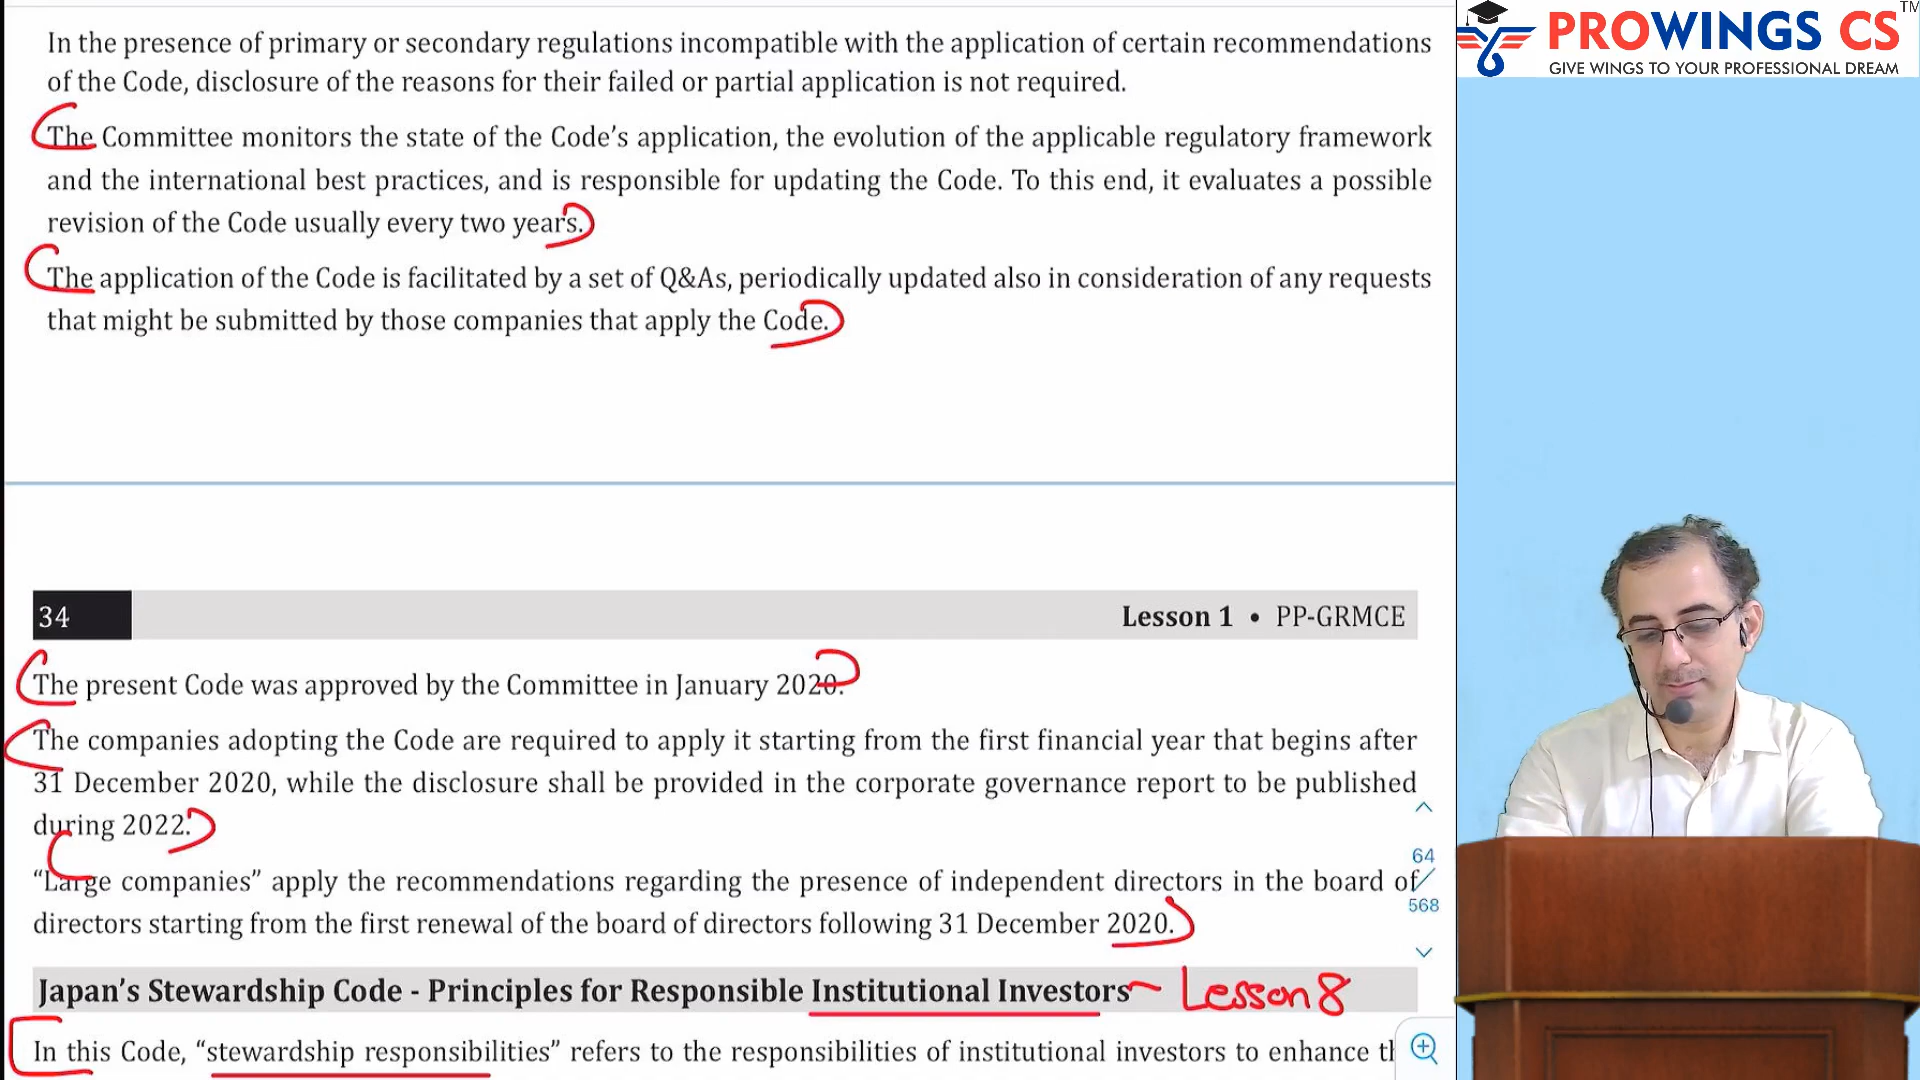 In the presence of primary or secondary regulations incompatible with the application of certain recommendations
of the Code, disclosure of the reasons for their failed or partial application is not required.
The Committee monitors the state of the Code's application, the evolution of the applicable regulatory framework
and the international best practices, and is responsible for updating the Code. To this end, it evaluates a possible
revision of the Code usually every two years.
The application of the Code is facilitated by a set of Q&As, periodically updated also in consideration of any requests
that might be submitted by those companies that apply the Code.
34
Lesson 1 • PP-GRMCE
The present Code was approved by the Committee in January 2020.
The companies adopting the Code are required to apply it starting from the first financial year that begins after
31 December 2020, while the disclosure shall be provided in the corporate governance report to be published
during 2022.
“Large companies” apply the recommendations regarding the presence of independent directors in the board of
directors starting from the first renewal of the board of directors following 31 December 2020.
Japan's Stewardship Code - Principles for Responsible Institutional Investors
Lesson 8
In this Code, “stewardship responsibilities” refers to the responsibilities of institutional investors to enhance
64
568
PROWINGS CS TM
GIVE WINGS TO YOUR PROFESSIONAL DREAM